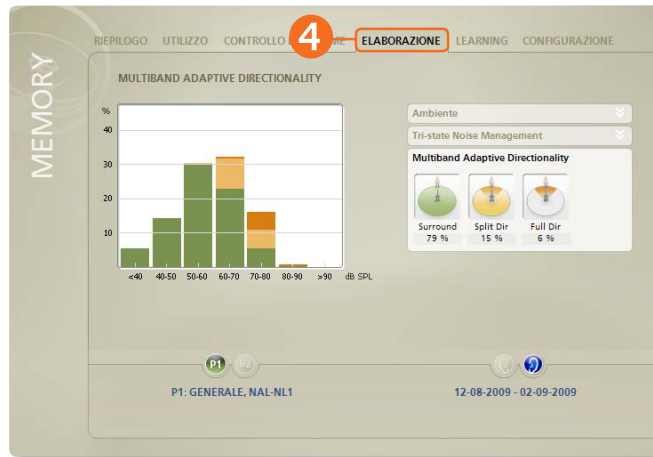 MEMORY
RIEPILOGO UTILIZZO CONTROLLO 4 ELABORAZIONE LEARNING CONFIGURAZIONE
MULTIBAND ADAPTIVE DIRECTIONALITY
%
40
30
20
10
<40 40-50 50-60 60-70 70-80 80-90 >90 dB SPL
Ambiente
Tri-state Noise Management
Multiband Adaptive Directionality
Surround Split Dir Full Dir
79 % 15 % 6 %
P1 P2
P1: GENERALE, NAL-NL1
12-08-2009 - 02-09-2009